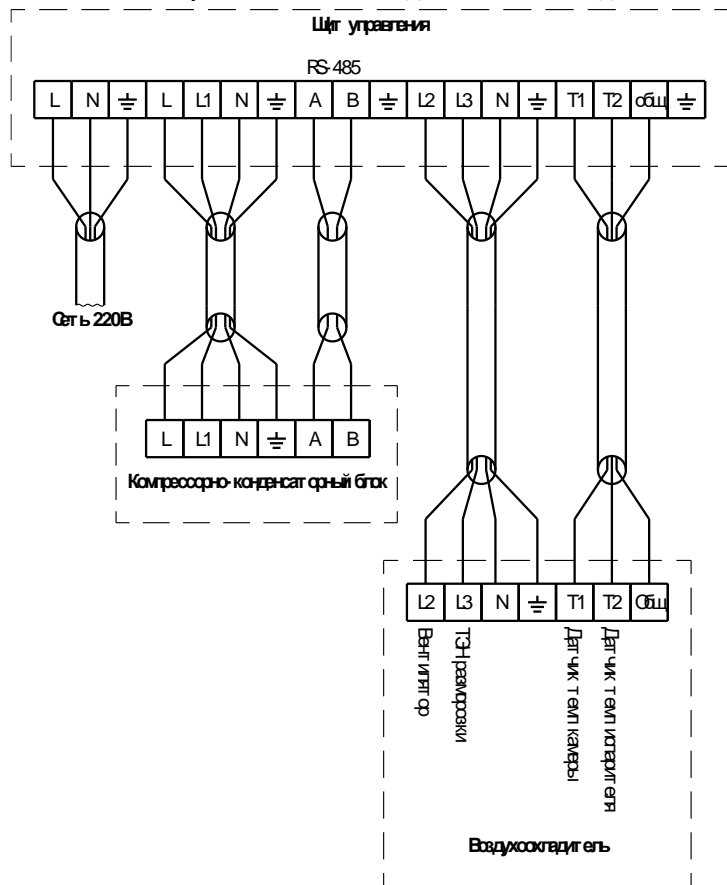 Щит управления
RS-485
L N L L1 N A B L2 L3 N T1 T2 общ
Сеть 220В
L L1 N A B
Компрессорно-конденсаторный блок
L2 L3 N T1 T2 Общ
Вентилятор
ТЭН разморозки
Датчик темп камеры
Датчик темп испарителя
Воздухоохладитель